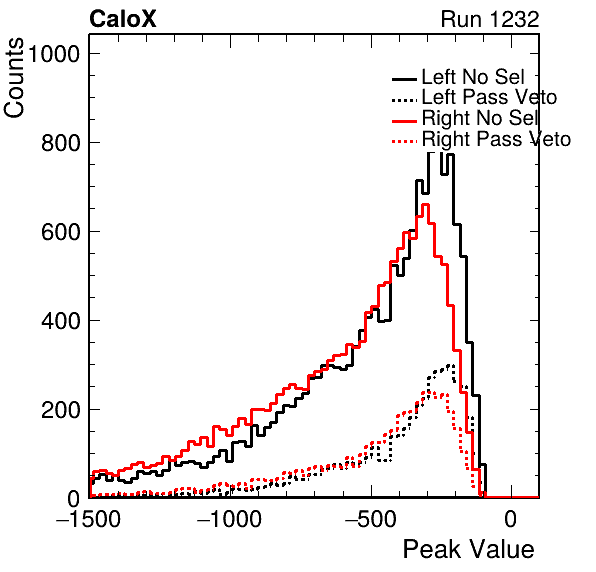 CaloX
Run 1232
Counts
1000
800
600
400
200
0
Left No Sel
Left Pass Veto
Right No Sel
Right Pass Veto
−1500
−1000
−500
0
Peak Value